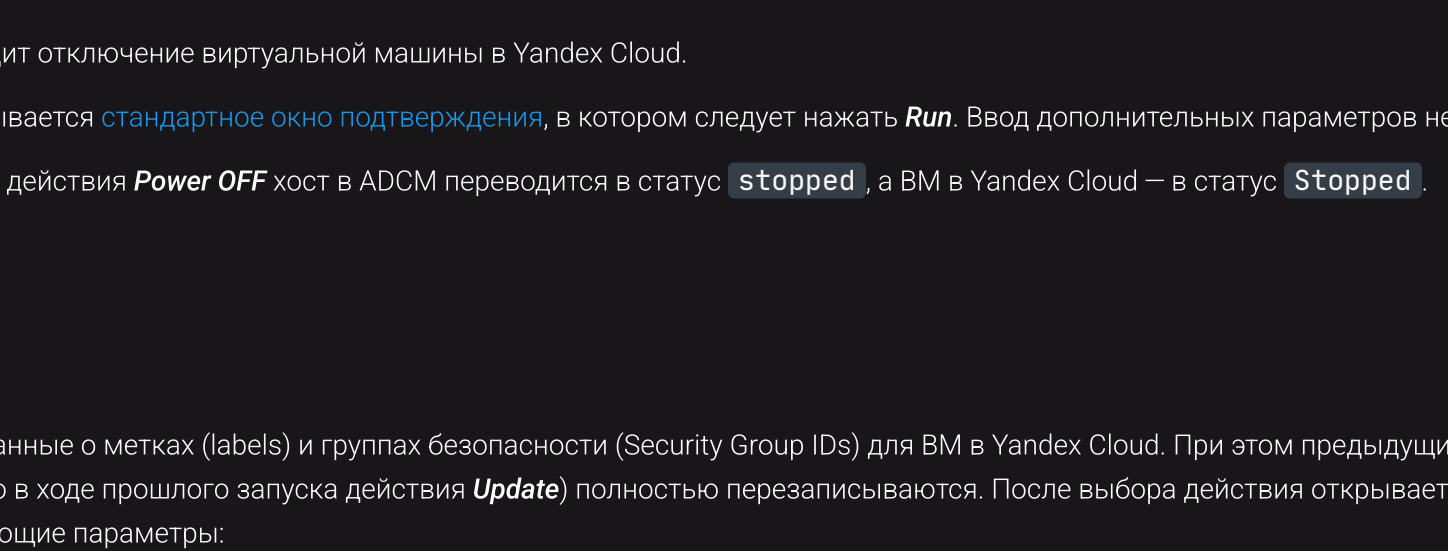 ит отключение виртуальной машины в Yandex Cloud.
ывается стандартное окно подтверждения, в котором следует нажать Run. Ввод дополнительных параметров не
действия Power OFF хост в ADCM переводится в статус stopped, а ВМ в Yandex Cloud — в статус Stopped.
анные о метках (labels) и группах безопасности (Security Group IDs) для ВМ в Yandex Cloud. При этом предыдущи
о в ходе прошлого запуска действия Update) полностью перезаписываются. После выбора действия открывает
ющие параметры: